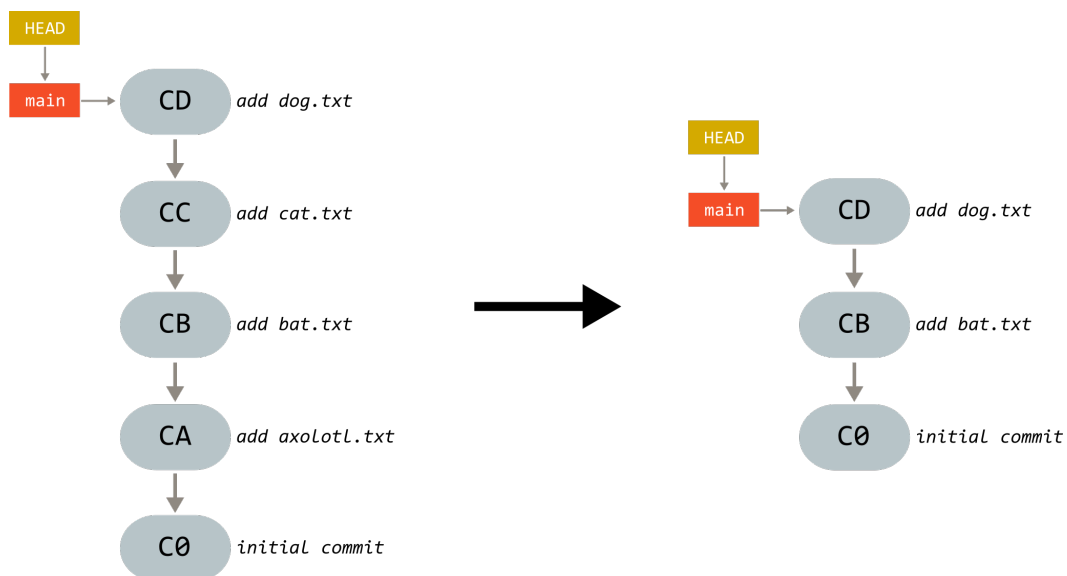 HEAD
main
CD add dog.txt
CC add cat.txt
CB add bat.txt
CA add axolotl.txt
C0 initial commit
HEAD
main
CD add dog.txt
CB add bat.txt
C0 initial commit